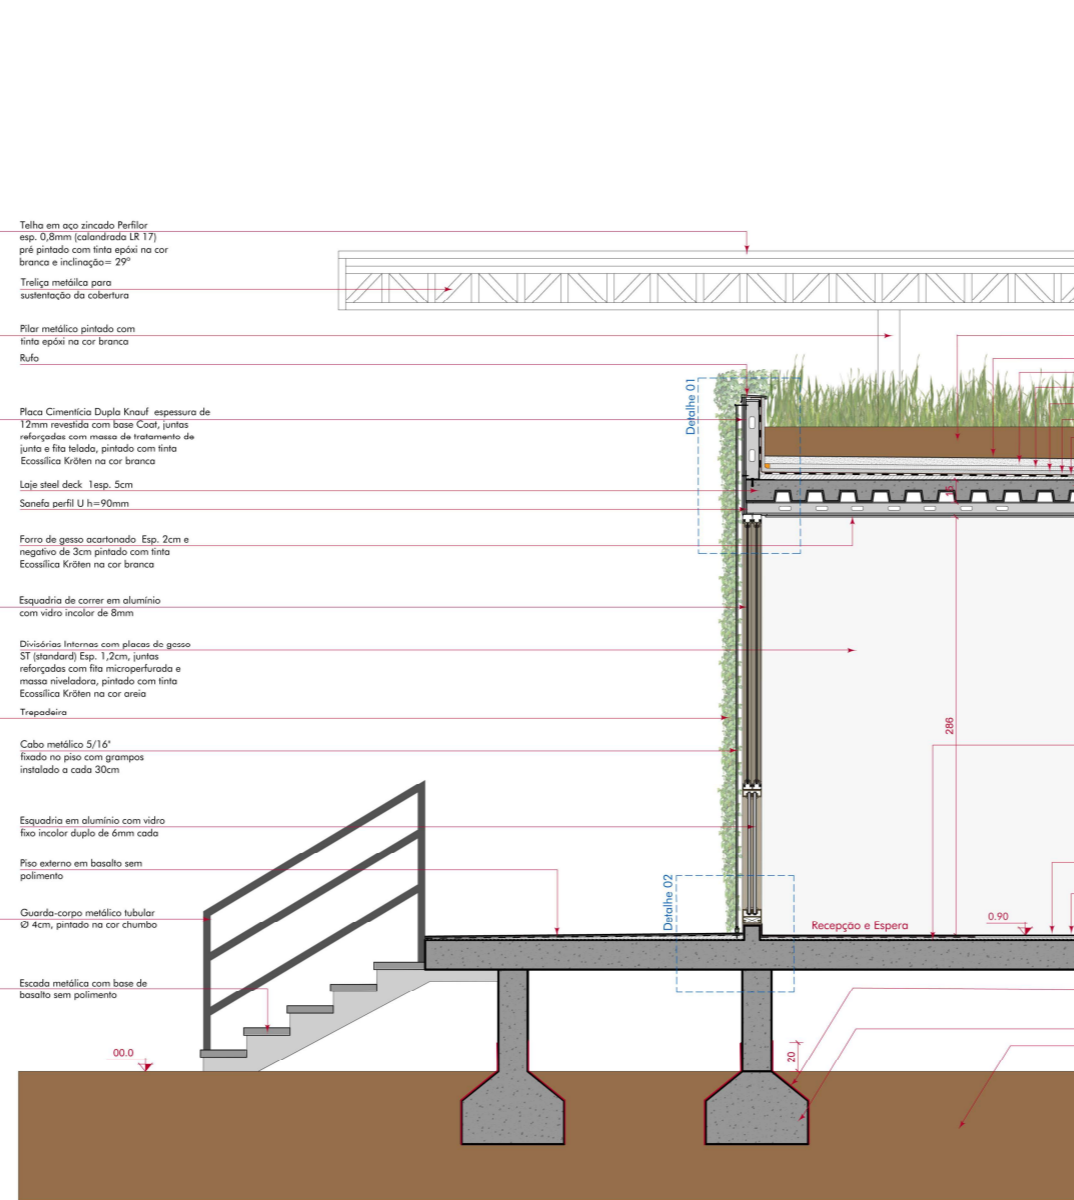 Telha em aço zincado Perfilor
esp. 0,8mm (calandrada LR 17)
pré pintado com tinta epóxi na cor
branca e inclinação= 29º
Treliça metáilca para
sustentação da cobertura
Pilar metálico pintado com
tinta epóxi na cor branca
Rufo
Placa Cimentícia Dupla Knauf espessura de
12mm revestida com base Coat, juntas
reforçadas com massa de tratamento de
junta e fita telada, pintado com tinta
Ecossílica Kröten na cor branca
Laje steel deck 1esp. 5cm
Sanefa perfil U h=90mm
Forro de gesso acartonado Esp. 2cm e
negativo de 3cm pintado com tinta
Ecossílica Kröten na cor branca
Esquadria de correr em alumínio
com vidro incolor de 8mm
Divisórias Internas com placas de gesso
ST (standard) Esp. 1,2cm, juntas
reforçadas com fita microperfurada e
massa niveladora, pintado com tinta
Ecossílica Kröten na cor areia
Trepadeira
Cabo metálico 5/16"
fixado no piso com grampos
instalado a cada 30cm
Esquadria em alumínio com vidro
fixo incolor duplo de 6mm cada
Piso externo em basalto sem
polimento
Guarda-corpo metálico tubular
Ø 4cm, pintado na cor chumbo
Escada metálica com base de
basalto sem polimento
00.0
Detalhe 01
286
Detalhe 02
Recepção e Espera
0.90
20